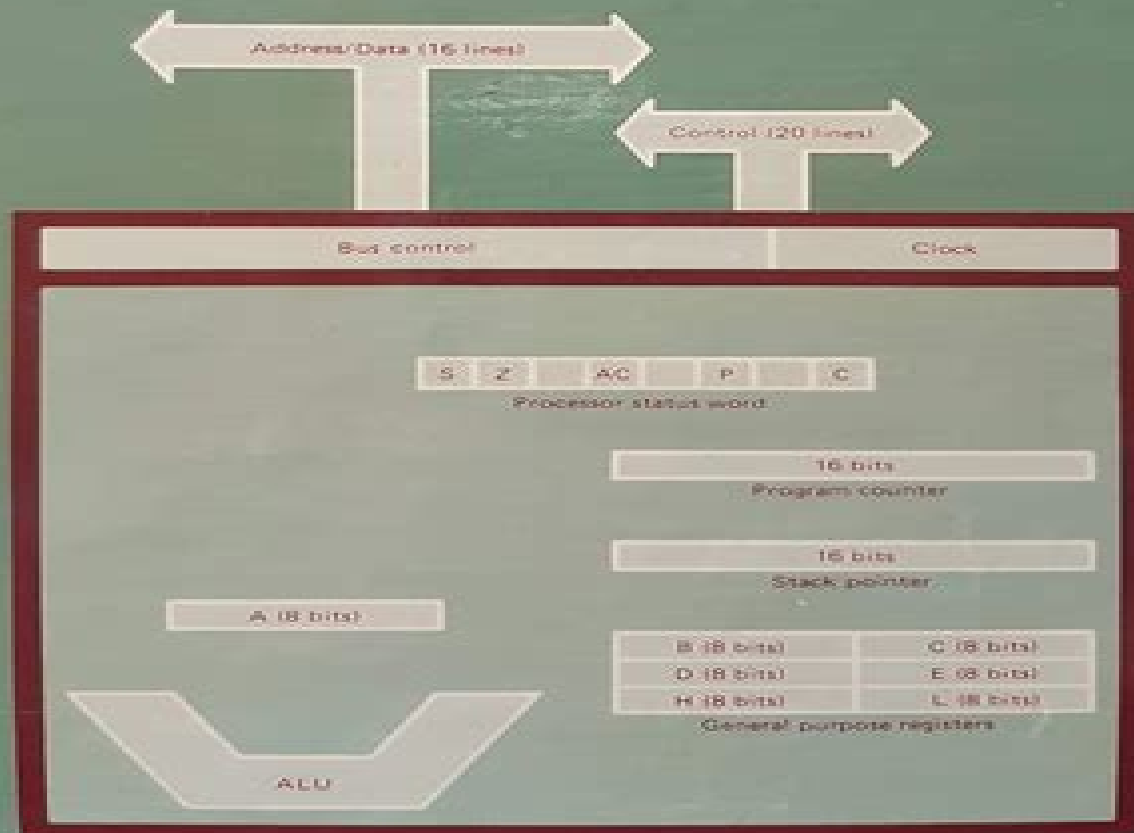 Address/Data (16 lines)
Control (20 lines)
Bus control Clock
S Z AC P C
Processor status word
16 bits
Program counter
16 bits
Stack pointer
A (8 bits)
B (8 bits) C (8 bits)
D (8 bits) E (8 bits)
H (8 bits) L (8 bits)
General purpose registers
ALU